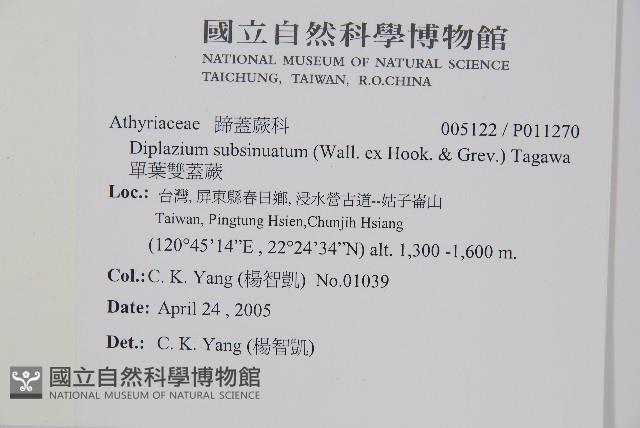 國立自然科學博物館
NATIONAL MUSEUM OF NATURAL SCIENCE
TAICHUNG, TAIWAN, R.O.CHINA
Athyriaceae 蹄蓋蕨科 005122 / P011270
Diplazium subsinuatum (Wall. ex Hook. & Grev.) Tagawa
單葉雙蓋蕨
Loc.: 台灣, 屏東縣春日鄉, 浸水營古道--姑子崙山
Taiwan, Pingtung Hsien,Chunjih Hsiang
(120°45’14”E , 22°24’34”N) alt. 1,300 -1,600 m.
Col.:C. K. Yang (楊智凱) No.01039
Date: April 24 , 2005
Det.: C. K. Yang (楊智凱)
國立自然科學博物館
NATIONAL MUSEUM OF NATURAL SCIENCE